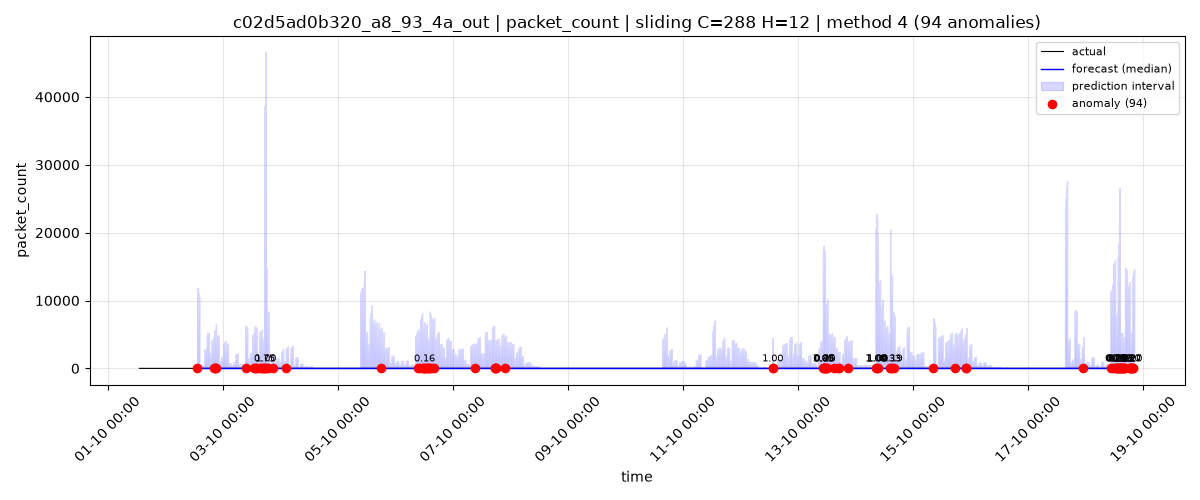 c02d5ad0b320_a8_93_4a_out | packet_count | sliding C=288 H=12 | method 4 (94 anomalies)
actual
forecast (median)
prediction interval
anomaly (94)
packet_count
40000
30000
20000
10000
0
0.16
1.00
01-10 00:00
03-10 00:00
05-10 00:00
07-10 00:00
09-10 00:00
11-10 00:00
13-10 00:00
15-10 00:00
17-10 00:00
19-10 00:00
time